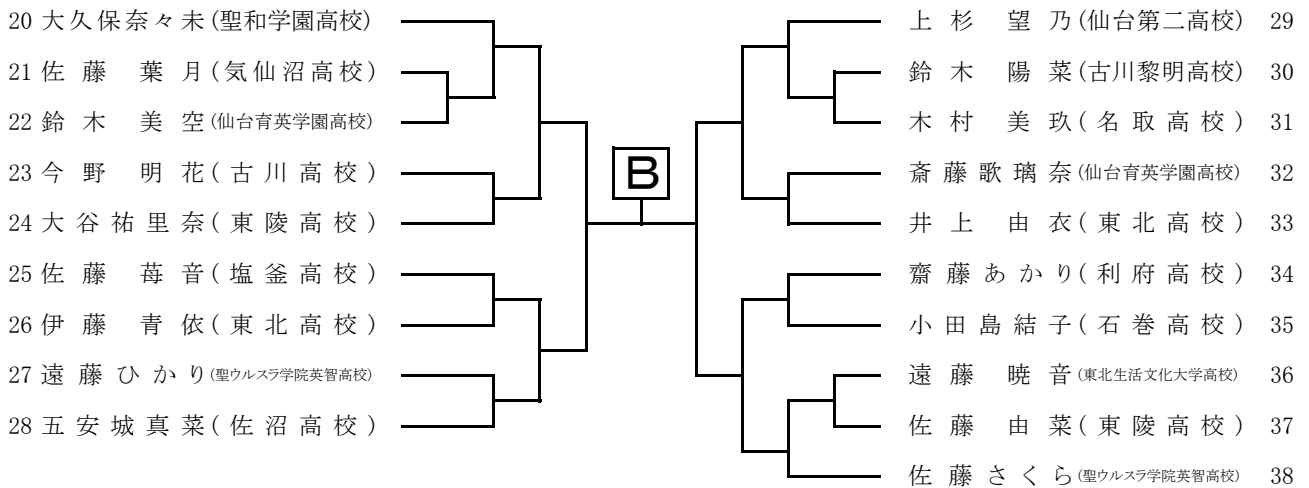 20 大久保奈々未(聖和学園高校)
21 佐藤 葉月(気仙沼高校)
22 鈴木 美空(仙台育英学園高校)
23 今野 明花(古川高校)
24 大谷祐里奈(東陵高校)
25 佐藤 苺音(塩釜高校)
26 伊藤 青依(東北高校)
27 遠藤ひかり(聖ウルスラ学院英智高校)
28 五安城真菜(佐沼高校)
B
上杉 望乃(仙台第二高校) 29
鈴木 陽菜(古川黎明高校) 30
木村 美玖(名取高校) 31
斎藤歌璃奈(仙台育英学園高校) 32
井上 由衣(東北高校) 33
齋藤あかり(利府高校) 34
小田島結子(石巻高校) 35
遠藤 暁音(東北生活文化大学高校) 36
佐藤 由菜(東陵高校) 37
佐藤さくら(聖ウルスラ学院英智高校) 38